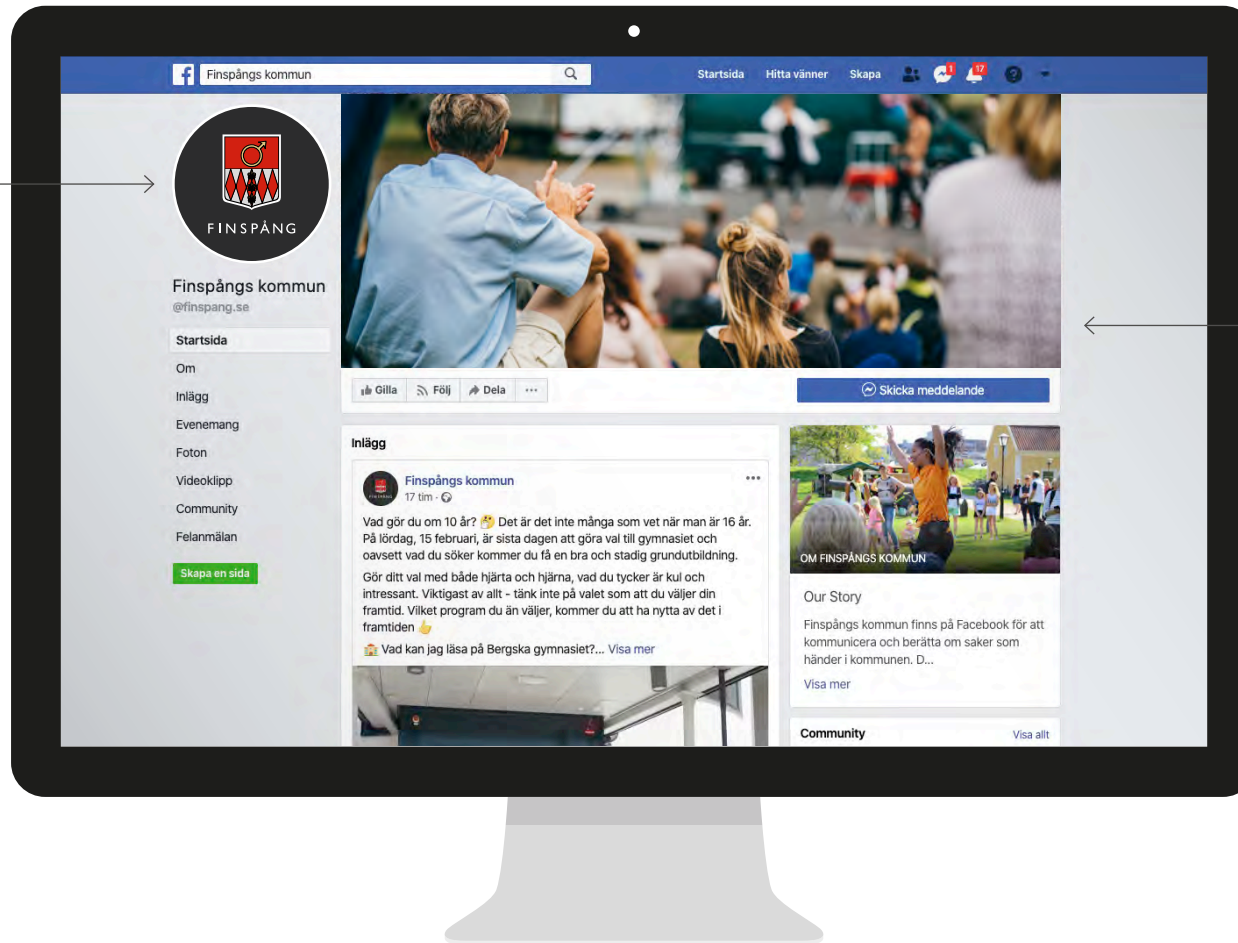 Finspångs kommun
Startsida Hitta vänner Skapa 1 17
FINSPÅNG
Finspångs kommun
@finspang.se
Startsida
Om
Inlägg
Evenemang
Foton
Videoklipp
Community
Felanmälan
Skapa en sida
Gilla Följ Dela ...
Skicka meddelande
Inlägg
Finspångs kommun
17 tim ·
Vad gör du om 10 år? 🤔 Det är det inte många som vet när man är 16 år.
På lördag, 15 februari, är sista dagen att göra val till gymnasiet och
oavsett vad du söker kommer du få en bra och stadig grundutbildning.
Gör ditt val med både hjärta och hjärna, vad du tycker är kul och
intressant. Viktigast av allt - tänk inte på valet som att du väljer din
framtid. Vilket program du än väljer, kommer du att ha nytta av det i
framtiden 👍
🏫 Vad kan jag läsa på Bergska gymnasiet?... Visa mer
OM FINSPÅNGS KOMMUN
Our Story
Finspångs kommun finns på Facebook för att
kommunicera och berätta om saker som
händer i kommunen. D...
Visa mer
Community Visa allt